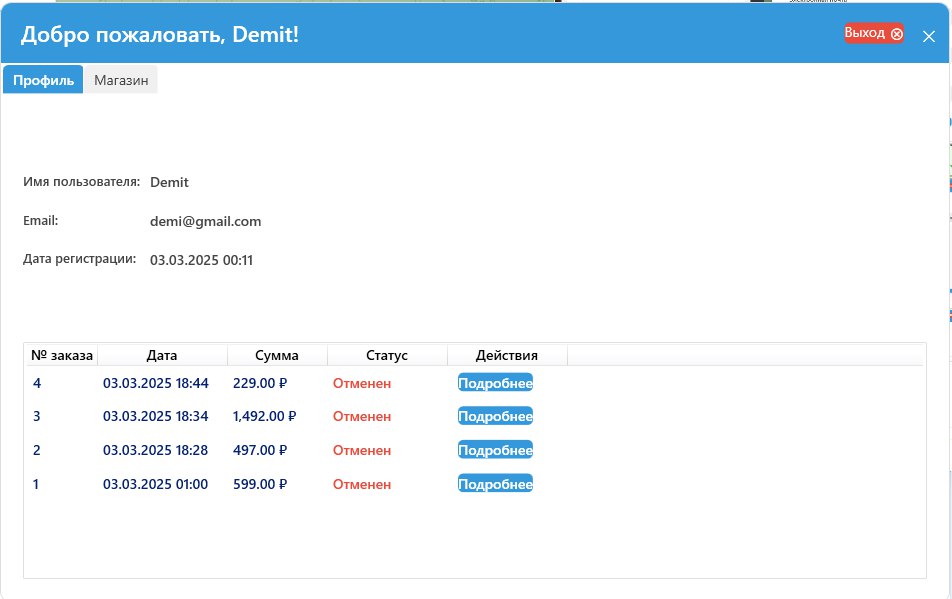 Добро пожаловать, Demit!
Выход
Профиль Магазин
Имя пользователя: Demit
Email: demi@gmail.com
Дата регистрации: 03.03.2025 00:11
№ заказа Дата Сумма Статус Действия
4 03.03.2025 18:44 229.00 ₽ Отменен Подробнее
3 03.03.2025 18:34 1,492.00 ₽ Отменен Подробнее
2 03.03.2025 18:28 497.00 ₽ Отменен Подробнее
1 03.03.2025 01:00 599.00 ₽ Отменен Подробнее